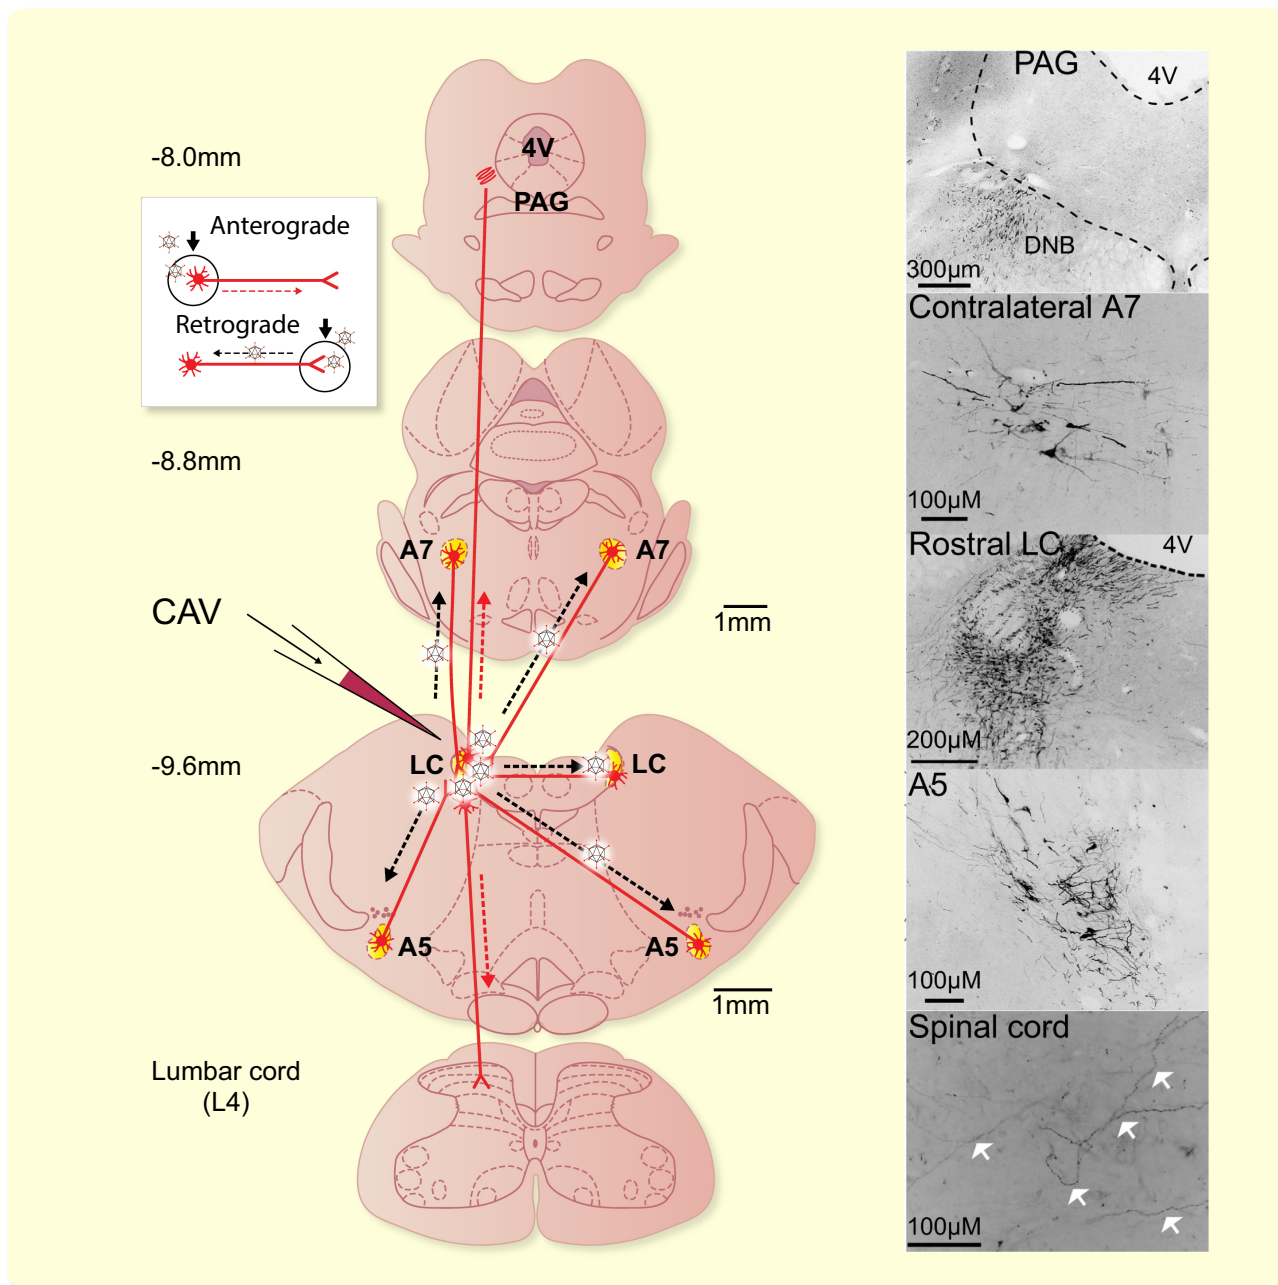 -8.0mm
4V
PAG
Anterograde
Retrograde
-8.8mm
A7
A7
1mm
CAV
-9.6mm
LC
LC
A5
A5
1mm
Lumbar cord
(L4)
PAG
4V
DNB
300µm
Contralateral A7
100µM
Rostral LC
4V
200µM
A5
100µM
Spinal cord
100µM